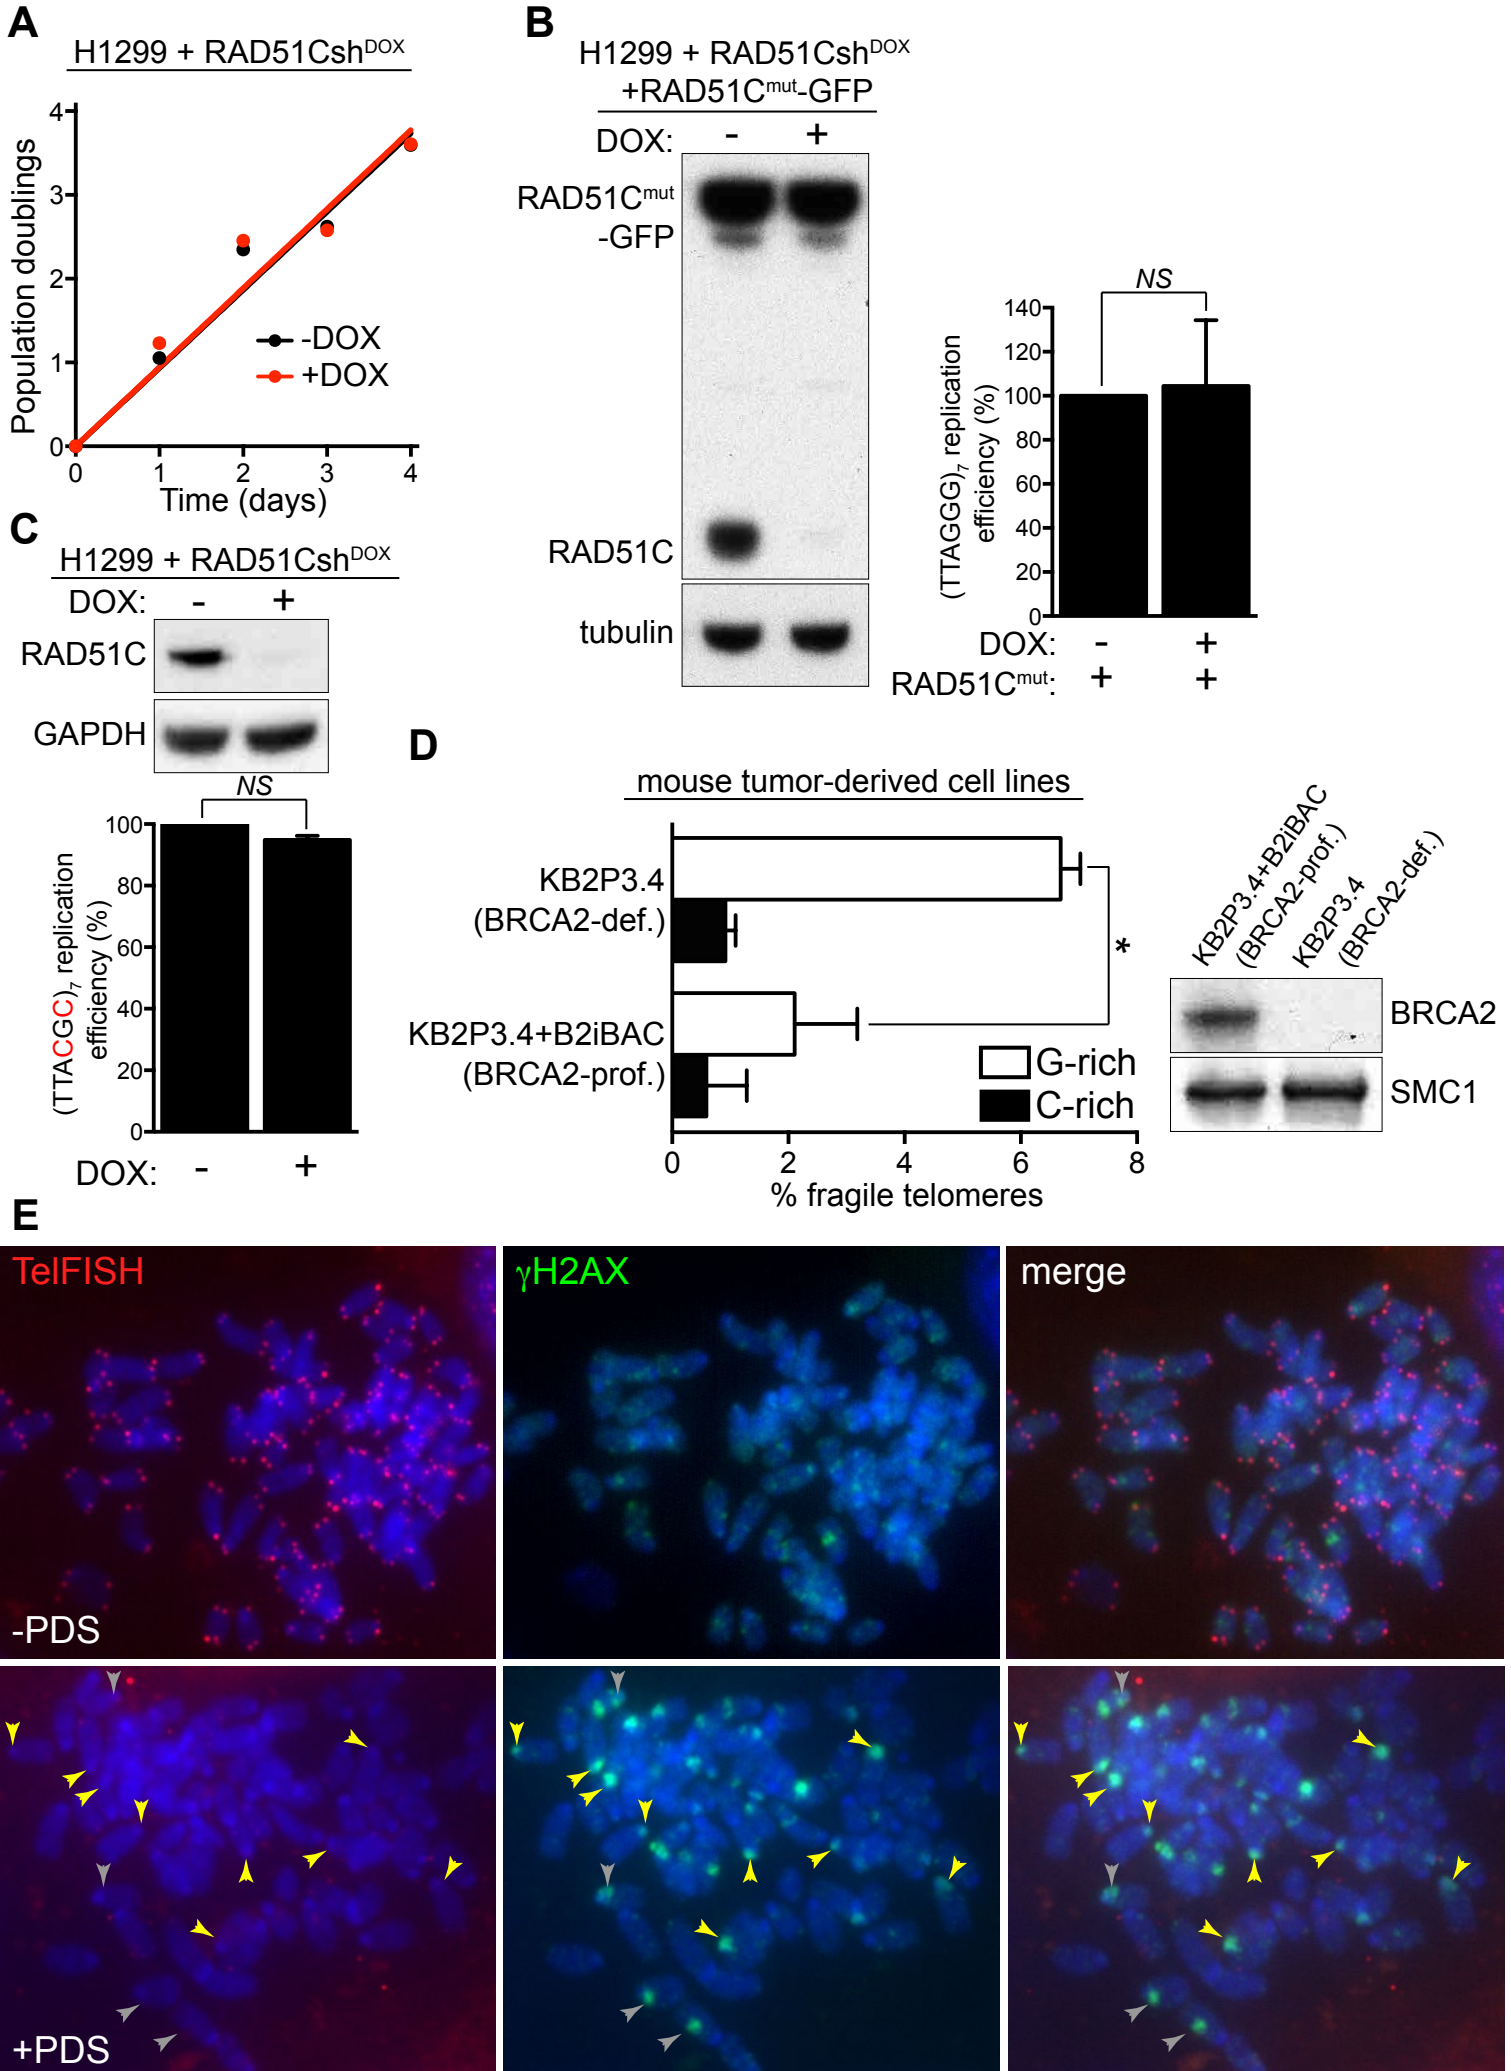 A
H1299 + RAD51Csh^DOX
Population doublings
4
3
2
1
0
-DOX
+DOX
0 1 2 3 4
Time (days)
B
H1299 + RAD51Csh^DOX
+RAD51C^mut-GFP
DOX: - +
RAD51C^mut
-GFP
RAD51C
tubulin
NS
(TTAGGG)7 replication
efficiency (%)
140
120
100
80
60
40
20
0
DOX: - +
RAD51C^mut: + +
C
H1299 + RAD51Csh^DOX
DOX: - +
RAD51C
GAPDH
NS
(TTACGC)7 replication
efficiency (%)
100
80
60
40
20
0
DOX: - +
D
mouse tumor-derived cell lines
KB2P3.4
(BRCA2-def.)
KB2P3.4+B2iBAC
(BRCA2-prof.)
*
G-rich
C-rich
0 2 4 6 8
% fragile telomeres
KB2P3.4+B2iBAC
(BRCA2-prof.)
KB2P3.4
(BRCA2-def.)
BRCA2
SMC1
E
TelFISH
γH2AX
merge
-PDS
+PDS